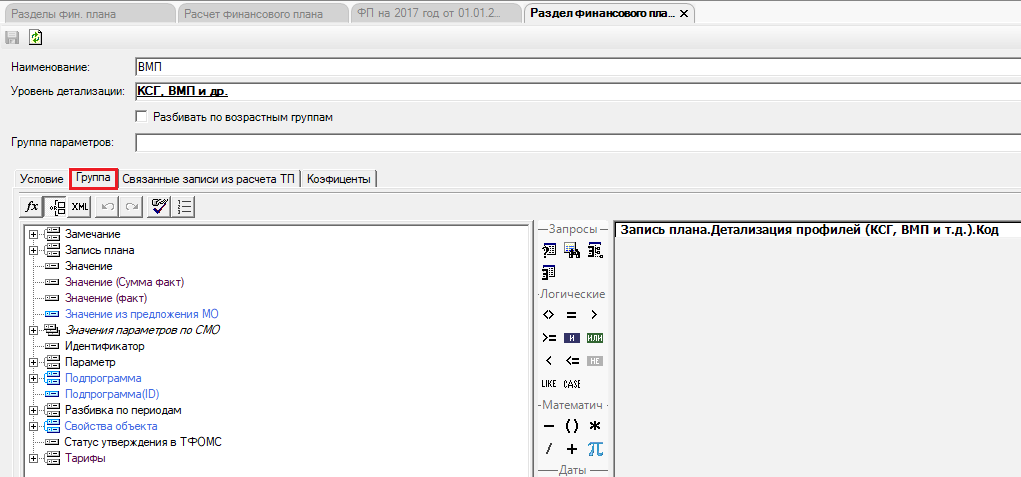 Разделы фин. плана
Расчет финансового плана
ФП на 2017 год от 01.01.2...
Раздел финансового пла...
Наименование:
ВМП
Уровень детализации:
КСГ, ВМП и др.
Разбивать по возрастным группам
Группа параметров:
Условие
Группа
Связанные записи из расчета ТП
Коэфиценты
fx
XML
Замечание
Запись плана
Значение
Значение (Сумма факт)
Значение (факт)
Значение из предложения МО
Значения параметров по СМО
Идентификатор
Параметр
Подпрограмма
Подпрограмма(ID)
Разбивка по периодам
Свойства объекта
Статус утверждения в ТФОМС
Тарифы
Запросы
Логические
<> = >
>= И ИЛИ
< <= НЕ
LIKE CASE
Математич
− () *
/ + π
Даты
Запись плана.Детализация профилей (КСГ, ВМП и т.д.).Код